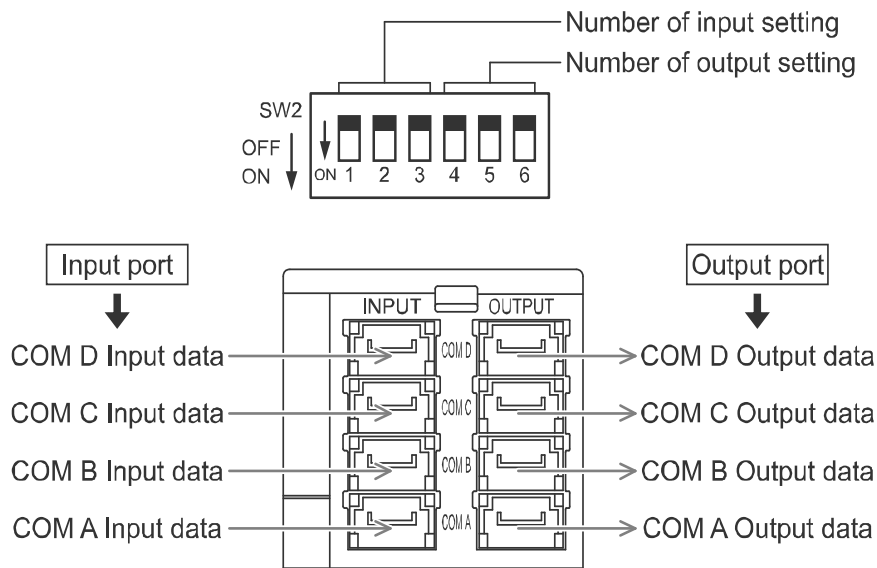 Number of input setting
Number of output setting
SW2
OFF
ON
ON 1 2 3 4 5 6
Input port
Output port
INPUT OUTPUT
COM D Input data COM D COM D Output data
COM C Input data COM C COM C Output data
COM B Input data COM B COM B Output data
COM A Input data COM A COM A Output data